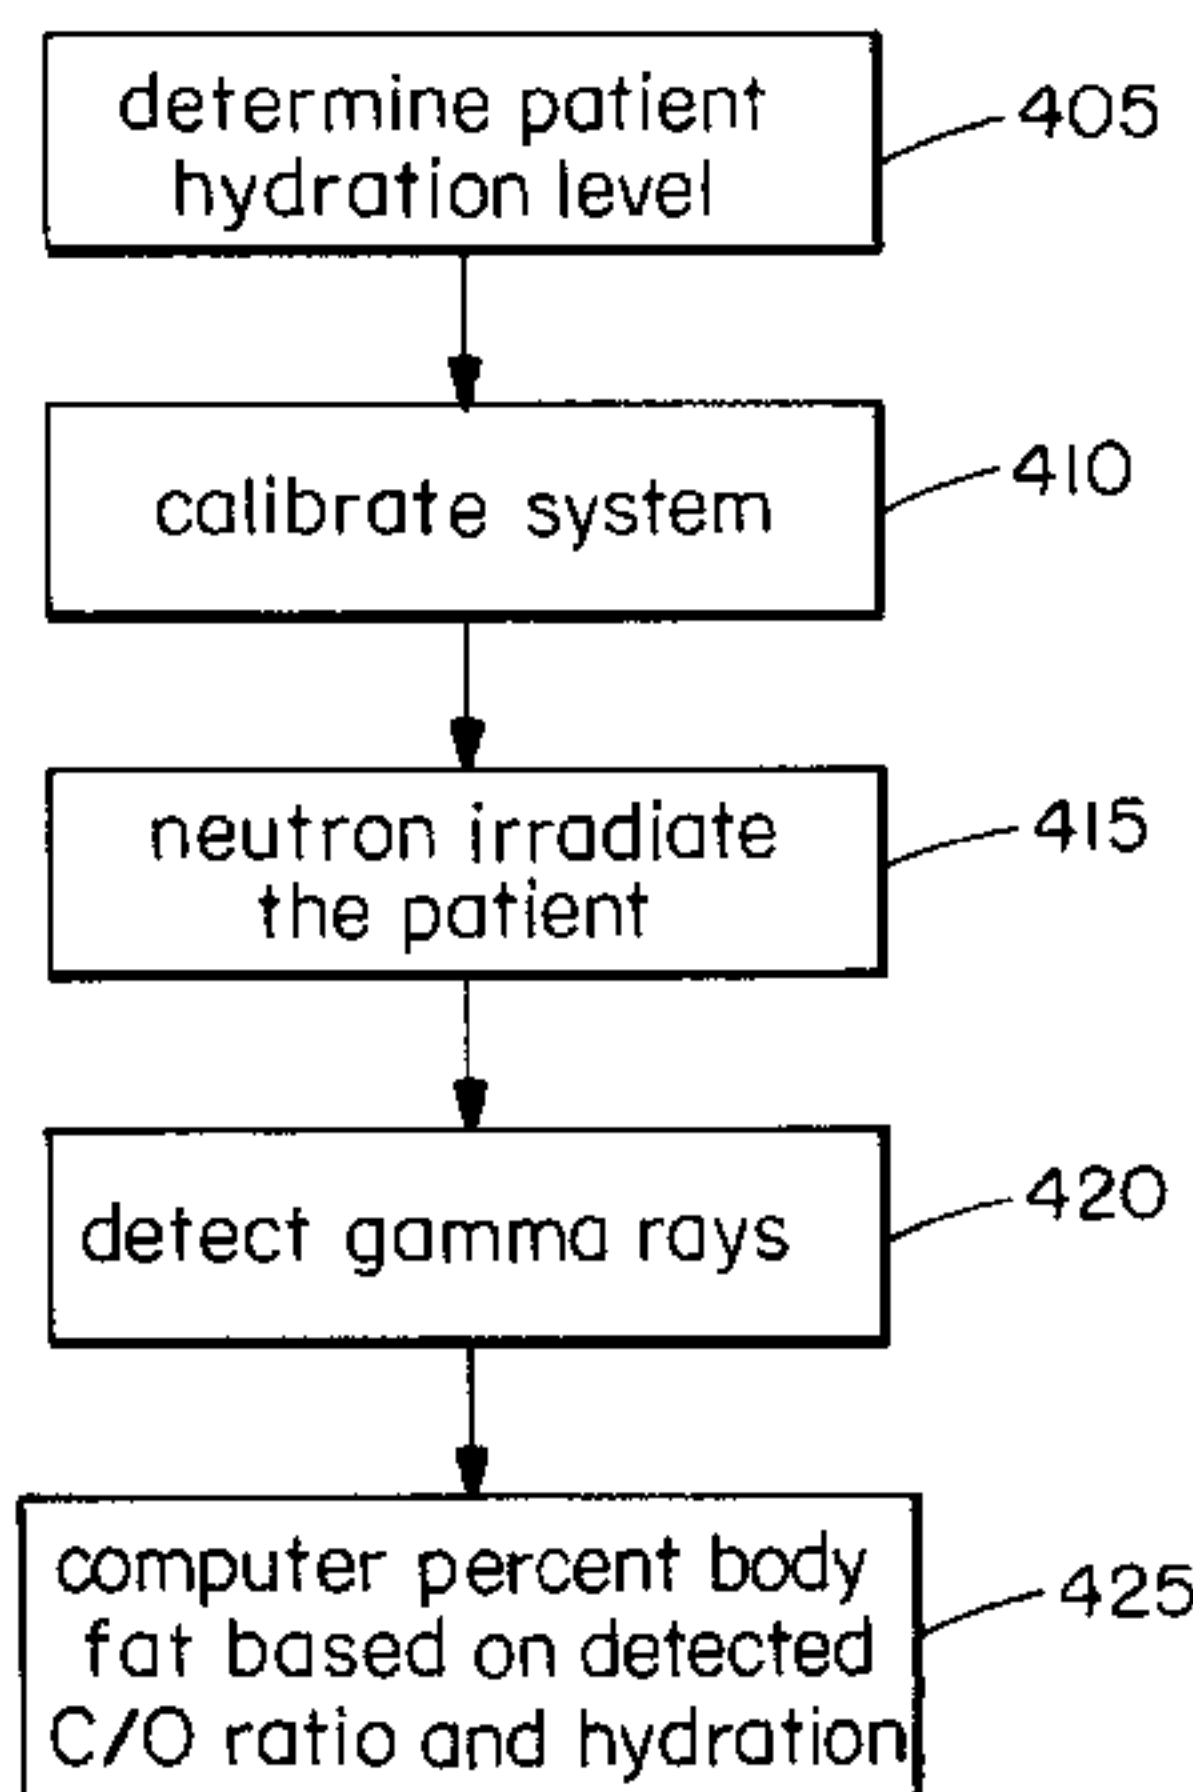 determine patient
hydration level
405
calibrate system
410
neutron irradiate
the patient
415
detect gamma rays
420
computer percent body
fat based on detected
C/O ratio and hydration
425